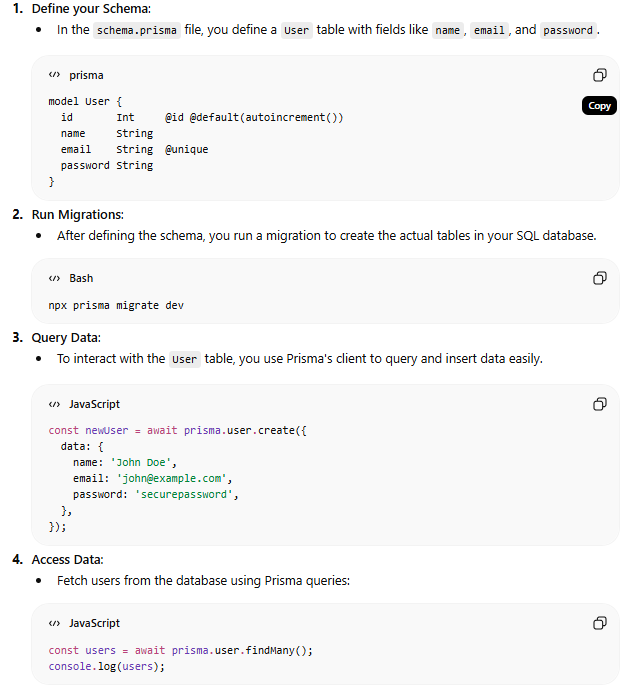 1. Define your Schema:
• In the schema.prisma file, you define a User table with fields like name, email, and password.
prisma
Copy
model User {
  id       Int     @id @default(autoincrement())
  name     String
  email    String  @unique
  password String
}
2. Run Migrations:
• After defining the schema, you run a migration to create the actual tables in your SQL database.
Bash
npx prisma migrate dev
3. Query Data:
• To interact with the User table, you use Prisma's client to query and insert data easily.
JavaScript
const newUser = await prisma.user.create({
  data: {
    name: 'John Doe',
    email: 'john@example.com',
    password: 'securepassword',
  },
});
4. Access Data:
• Fetch users from the database using Prisma queries:
JavaScript
const users = await prisma.user.findMany();
console.log(users);